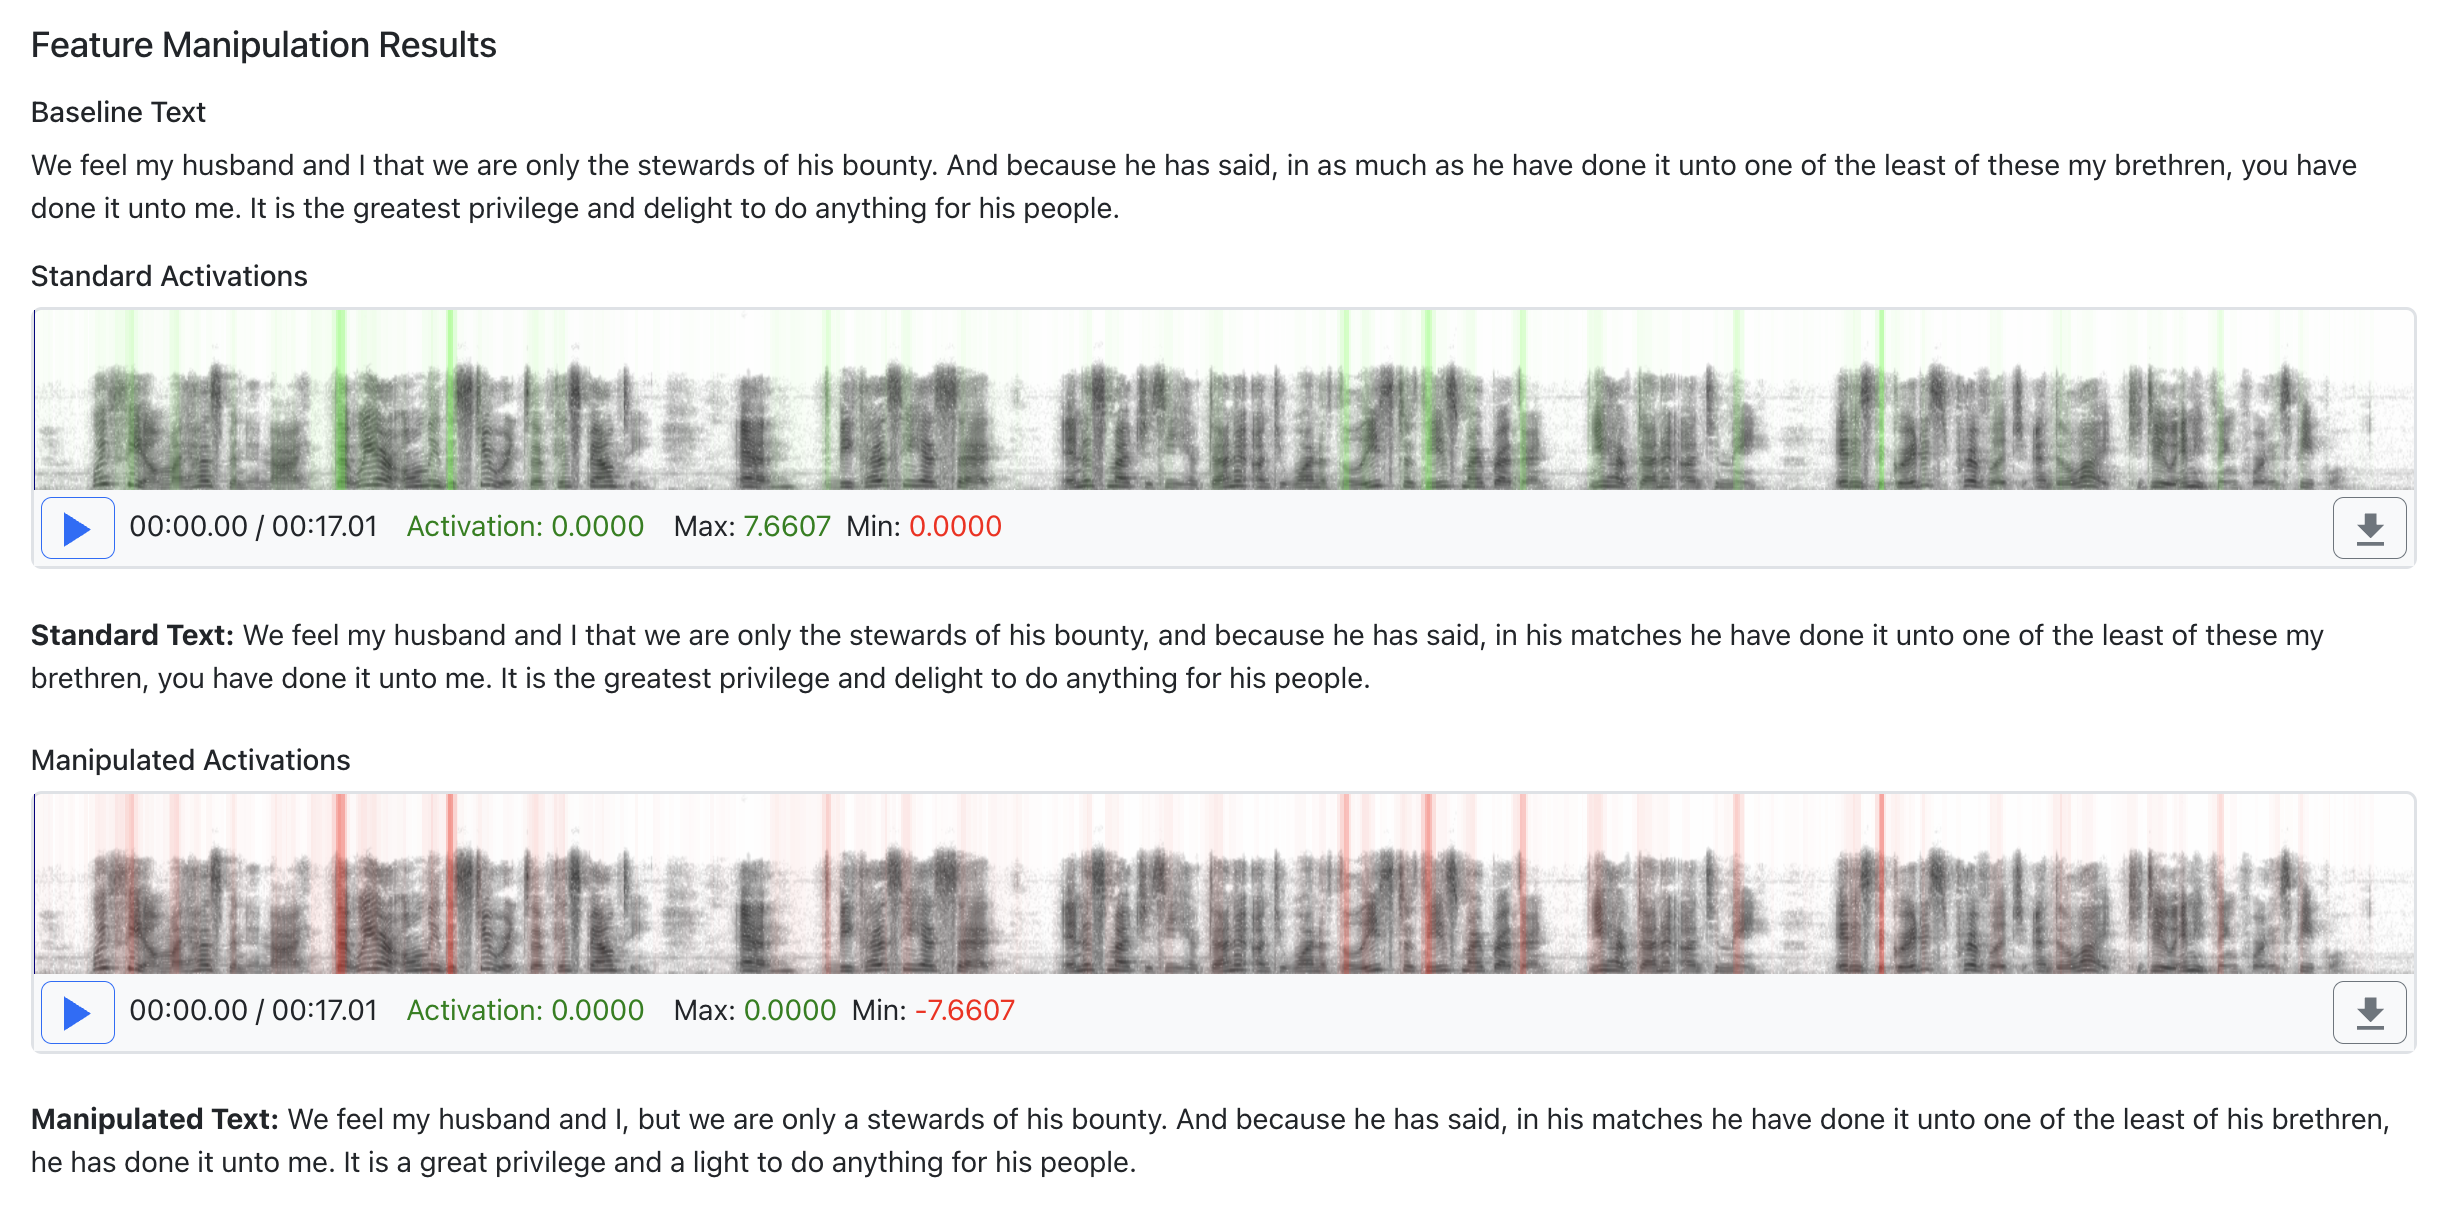 Feature Manipulation Results
Baseline Text
We feel my husband and I that we are only the stewards of his bounty. And because he has said, in as much as he have done it unto one of the least of these my brethren, you have
done it unto me. It is the greatest privilege and delight to do anything for his people.
Standard Activations
00:00.00 / 00:17.01 Activation: 0.0000 Max: 7.6607 Min: 0.0000
Standard Text: We feel my husband and I that we are only the stewards of his bounty, and because he has said, in his matches he have done it unto one of the least of these my
brethren, you have done it unto me. It is the greatest privilege and delight to do anything for his people.
Manipulated Activations
00:00.00 / 00:17.01 Activation: 0.0000 Max: 0.0000 Min: -7.6607
Manipulated Text: We feel my husband and I, but we are only a stewards of his bounty. And because he has said, in his matches he have done it unto one of the least of his brethren,
he has done it unto me. It is a great privilege and a light to do anything for his people.